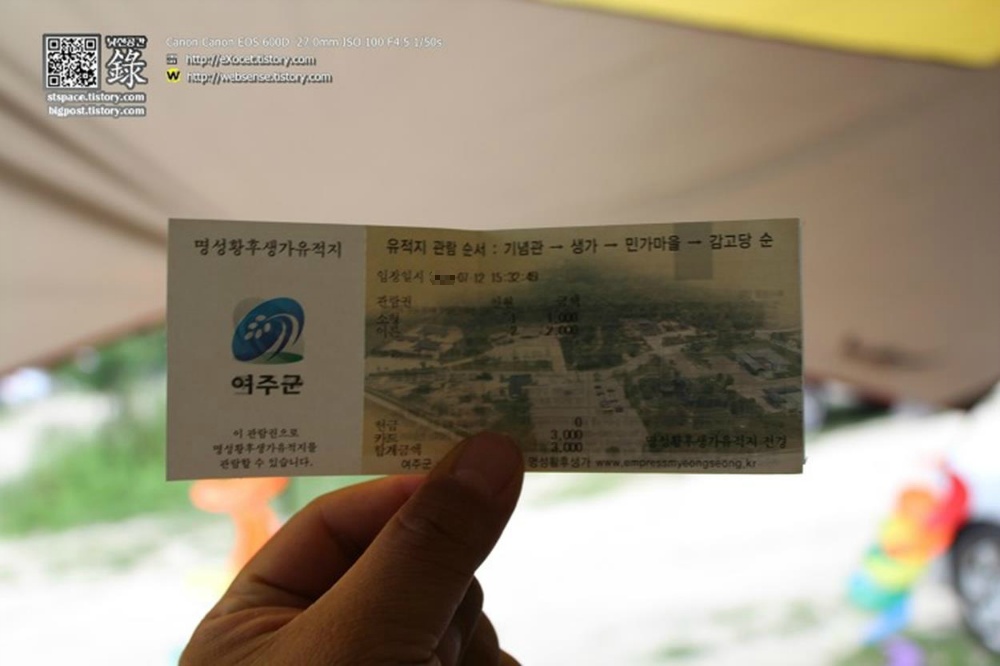 낙선공간
錄
stspace.tistory.com
bigpost.tistory.com
Canon Canon EOS 600D 22.0mm ISO 100 F4.5 1/50s
http://exocet.tistory.com
W http://websense.tistory.com
명성황후생가유적지
여주군
이 관람권으로
명성황후생가유적지를
관람할 수 있습니다.
유적지 관람 순서 : 기념관 → 생가 → 민가마을 → 감고당 순
입장일시 07-12 15:32:49
관람권 인원 금액
1 1,000
어른 2 2,000
현금 0
카드 3,000
합계금액 3,000
명성황후생가유적지 전경
여주군 명성황후생가 www.empressmyeongseong.kr